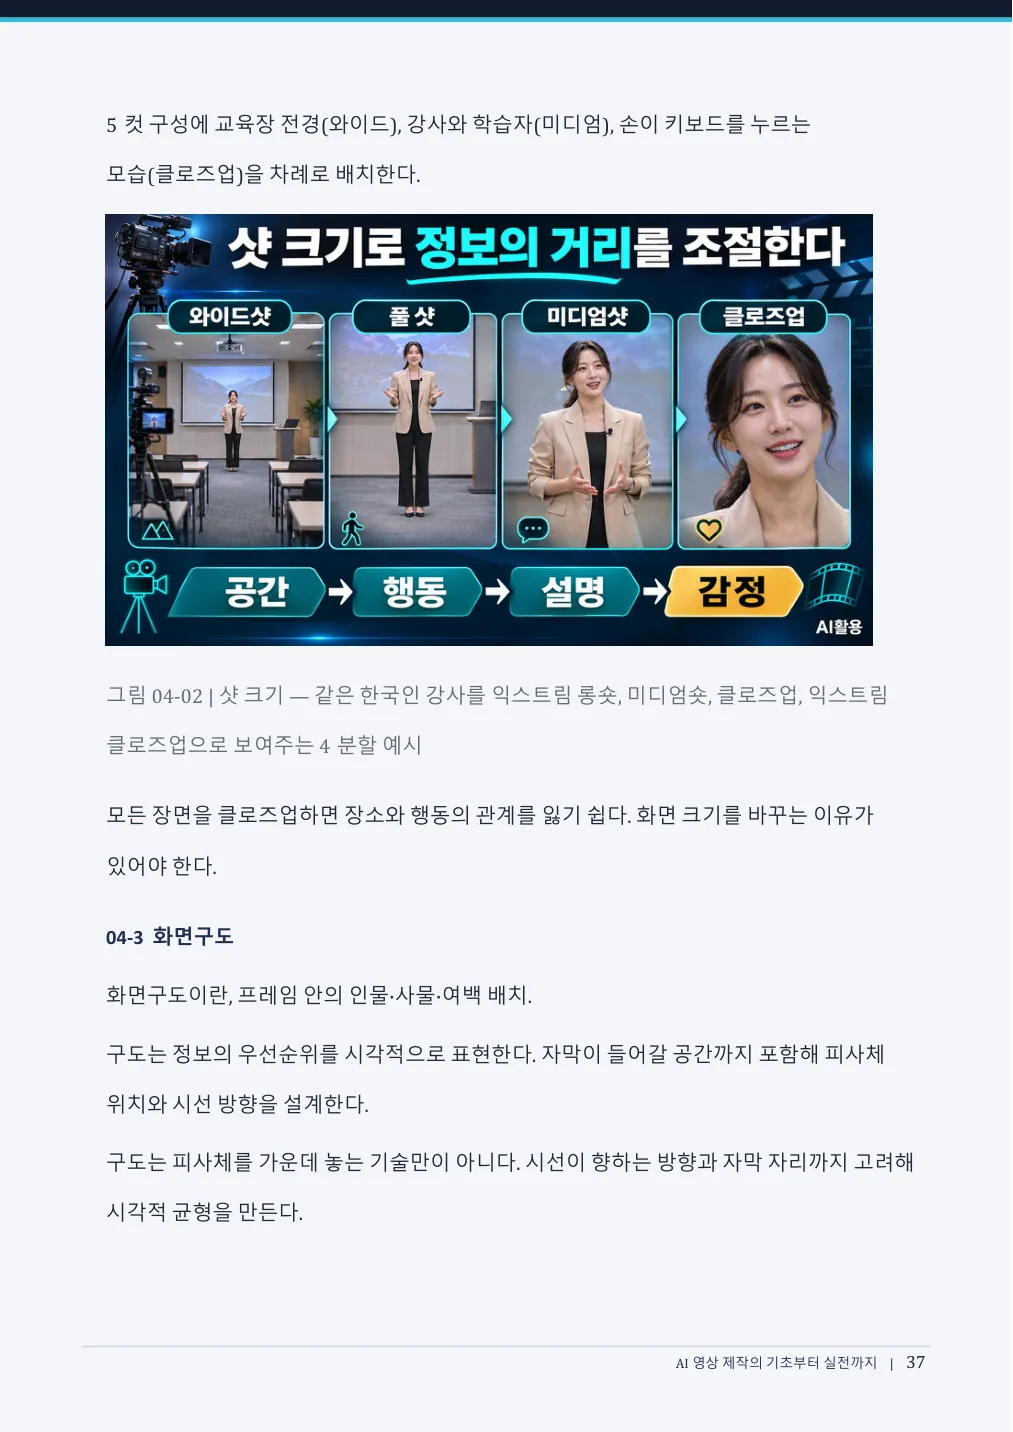 5 컷 구성에 교육장 전경(와이드), 강사와 학습자(미디엄), 손이 키보드를 누르는
모습(클로즈업)을 차례로 배치한다.
샷 크기로 정보의 거리를 조절한다
와이드샷
풀 샷
미디엄샷
클로즈업
공간
행동
설명
감정
AI활용
그림 04-02 | 샷 크기 — 같은 한국인 강사를 익스트림 롱숏, 미디엄숏, 클로즈업, 익스트림
클로즈업으로 보여주는 4 분할 예시
모든 장면을 클로즈업하면 장소와 행동의 관계를 잃기 쉽다. 화면 크기를 바꾸는 이유가
있어야 한다.
04-3 화면구도
화면구도이란, 프레임 안의 인물·사물·여백 배치.
구도는 정보의 우선순위를 시각적으로 표현한다. 자막이 들어갈 공간까지 포함해 피사체
위치와 시선 방향을 설계한다.
구도는 피사체를 가운데 놓는 기술만이 아니다. 시선이 향하는 방향과 자막 자리까지 고려해
시각적 균형을 만든다.
AI 영상 제작의 기초부터 실전까지 | 37